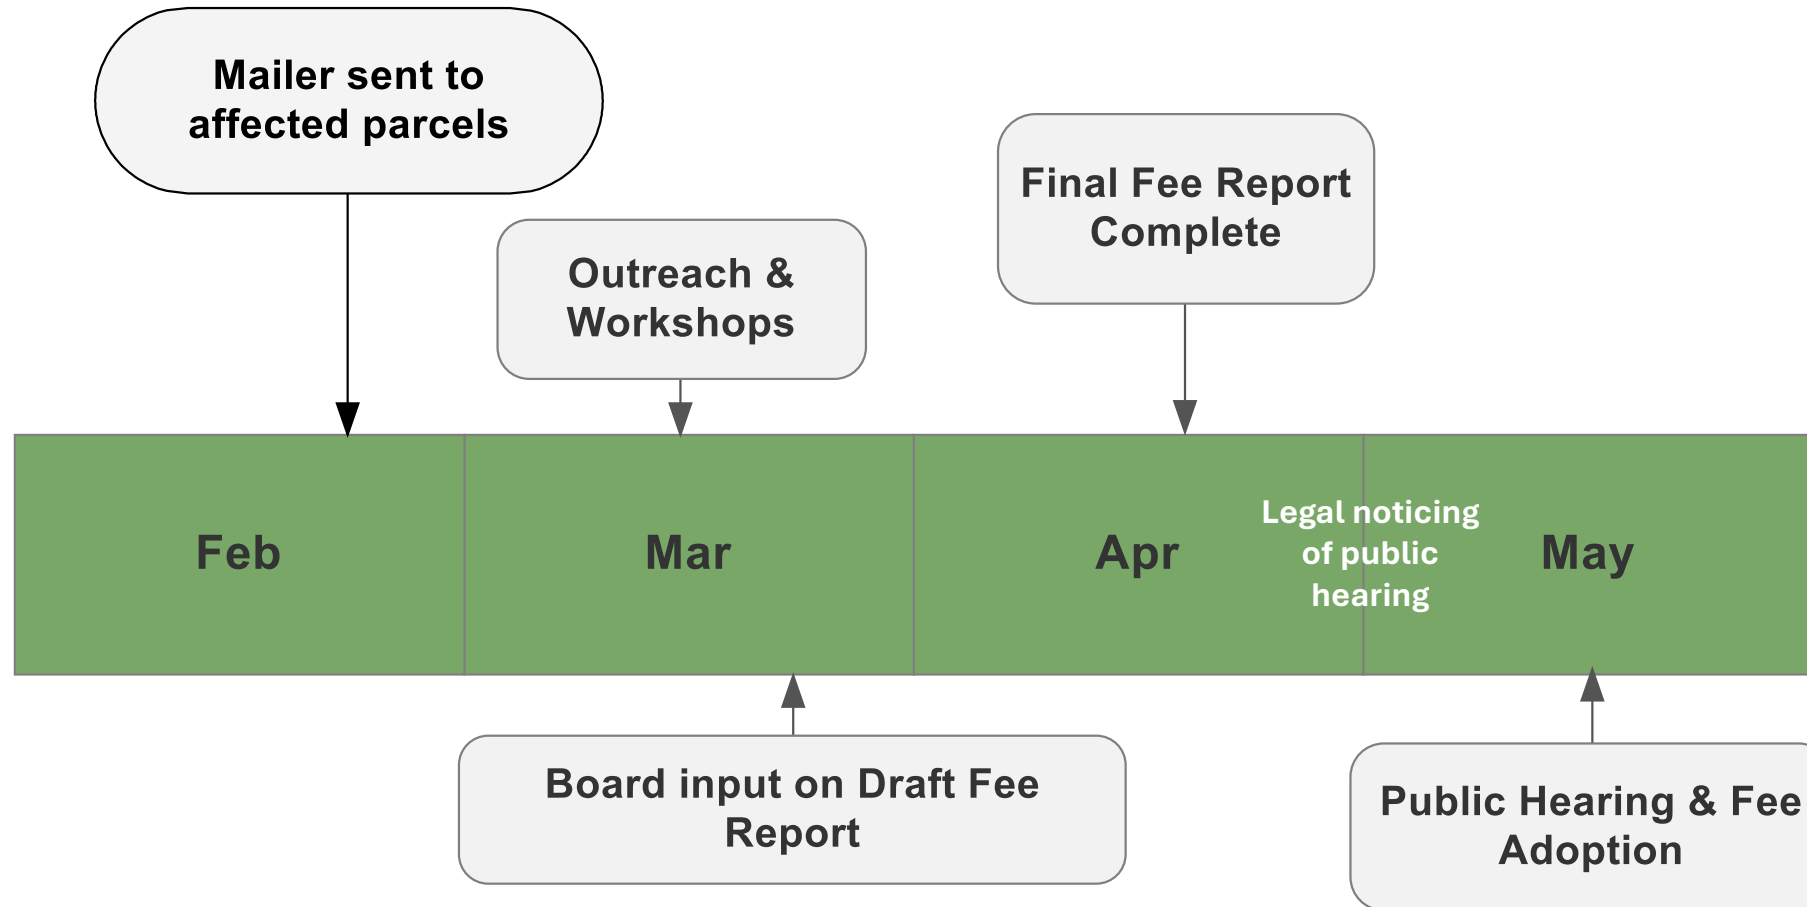 Mailer sent to
affected parcels
Outreach &
Workshops
Final Fee Report
Complete
Feb
Mar
Apr
Legal noticing
of public
hearing
May
Board input on Draft Fee
Report
Public Hearing & Fee
Adoption